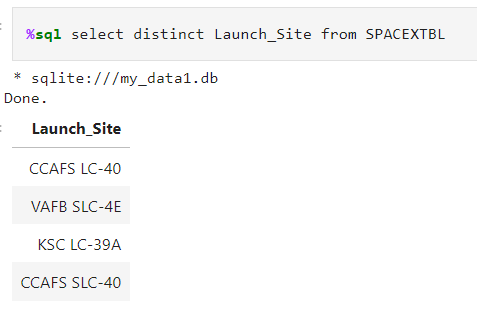 %sql select distinct Launch_Site from SPACEXTBL
* sqlite:///my_data1.db
Done.
Launch_Site
CCAFS LC-40
VAFB SLC-4E
KSC LC-39A
CCAFS SLC-40